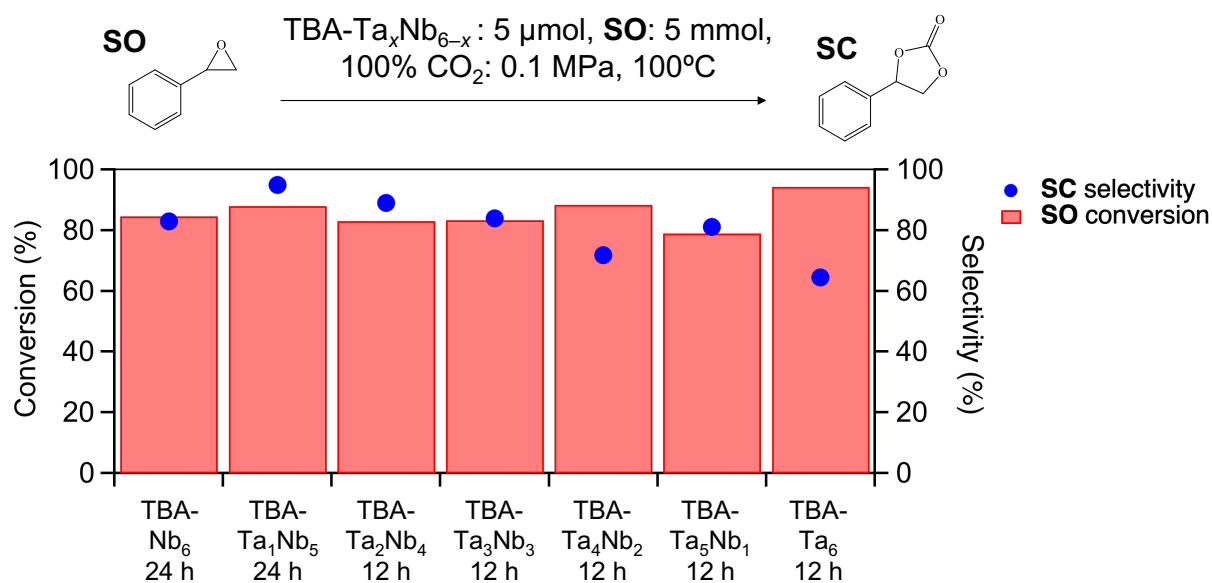 SO
TBA-TaₓNb₆₋ₓ : 5 µmol, SO: 5 mmol,
100% CO₂: 0.1 MPa, 100ºC
SC
O
O
O
O
Conversion (%)
100
80
60
40
20
0
100
80
60
40
20
0
Selectivity (%)
SC selectivity
SO conversion
TBA-
Nb₆
24 h
TBA-
Ta₁Nb₅
24 h
TBA-
Ta₂Nb₄
12 h
TBA-
Ta₃Nb₃
12 h
TBA-
Ta₄Nb₂
12 h
TBA-
Ta₅Nb₁
12 h
TBA-
Ta₆
12 h